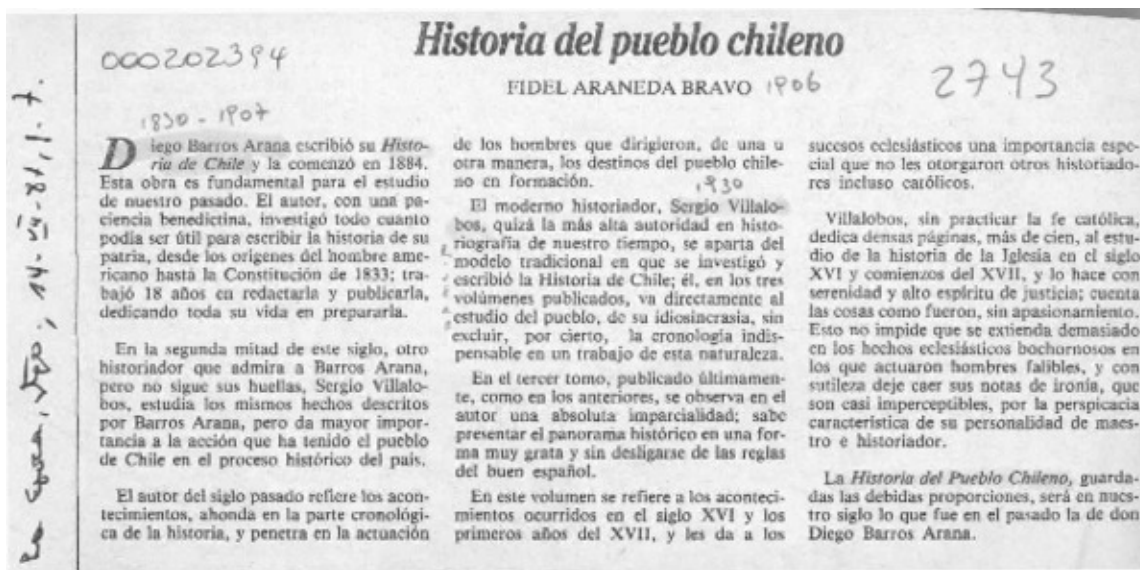 Historia del pueblo chileno
000202394
FIDEL ARANEDA BRAVO 1906
2743
1830 - 1907
Diego Barros Arana escribió su Histo-
ria de Chile y la comenzó en 1884.
Esta obra es fundamental para el estudio
de nuestro pasado. El autor, con una pa-
ciencia benedictina, investigó todo cuanto
podía ser útil para escribir la historia de su
patria, desde los orígenes del hombre ame-
ricano hasta la Constitución de 1833; tra-
bajó 18 años en redactarla y publicarla,
dedicando toda su vida en prepararla.
En la segunda mitad de este siglo, otro
historiador que admira a Barros Arana,
pero no sigue sus huellas, Sergio Villalo-
bos, estudia los mismos hechos descritos
por Barros Arana, pero da mayor impor-
tancia a la acción que ha tenido el pueblo
de Chile en el proceso histórico del país.
El autor del siglo pasado refiere los acon-
tecimientos, ahonda en la parte cronológi-
ca de la historia, y penetra en la actuación
de los hombres que dirigieron, de una u
otra manera, los destinos del pueblo chile-
no en formación.
1930
El moderno historiador, Sergio Villalo-
bos, quizá la más alta autoridad en histo-
riografía de nuestro tiempo, se aparta del
modelo tradicional en que se investigó y
escribió la Historia de Chile; él, en los tres
volúmenes publicados, va directamente al
estudio del pueblo, de su idiosincrasia, sin
excluir, por cierto, la cronología indis-
pensable en un trabajo de esta naturaleza.
En el tercer tomo, publicado últimamen-
te, como en los anteriores, se observa en el
autor una absoluta imparcialidad; sabe
presentar el panorama histórico en una for-
ma muy grata y sin desligarse de las reglas
del buen español.
En este volumen se refiere a los aconteci-
mientos ocurridos en el siglo XVI y los
primeros años del XVII, y les da a los
sucesos eclesiásticos una importancia espe-
cial que no les otorgaron otros historiado-
res incluso católicos.
Villalobos, sin practicar la fe católica,
dedica densas páginas, más de cien, al estu-
dio de la historia de la Iglesia en el siglo
XVI y comienzos del XVII, y lo hace con
serenidad y alto espíritu de justicia; cuenta
las cosas como fueron, sin apasionamiento.
Esto no impide que se extienda demasiado
en los hechos eclesiásticos bochornosos en
los que actuaron hombres falibles, y con
sutileza deje caer sus notas de ironía, que
son casi imperceptibles, por la perspicacia
característica de su personalidad de maes-
tro e historiador.
La Historia del Pueblo Chileno, guarda-
das las debidas proporciones, será en nues-
tro siglo lo que fue en el pasado la de don
Diego Barros Arana.